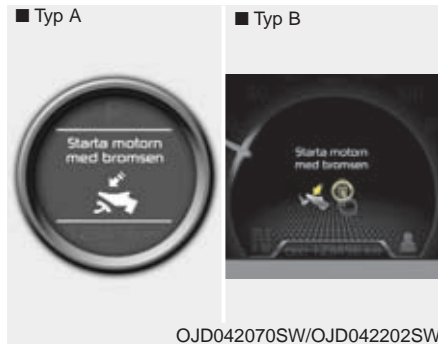 ■ Typ A
■ Typ B
Starta motorn
med bromsen
Starta motorn
med bromsen
OJD042070SW/OJD042202SW